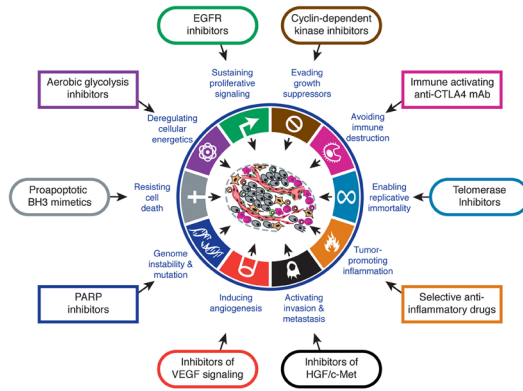 EGFR
inhibitors
Cyclin-dependent
kinase inhibitors
Sustaining
proliferative
signaling
Evading
growth
suppressors
Aerobic glycolysis
inhibitors
Immune activating
anti-CTLA4 mAb
Deregulating
cellular
energetics
Avoiding
immune
destruction
Proapoptotic
BH3 mimetics
Resisting
cell
death
Enabling
replicative
immortality
Telomerase
Inhibitors
Genome
instability &
mutation
Tumor-
promoting
inflammation
PARP
inhibitors
Inducing
angiogenesis
Activating
invasion &
metastasis
Selective anti-
inflammatory drugs
Inhibitors of
VEGF signaling
Inhibitors of
HGF/c-Met